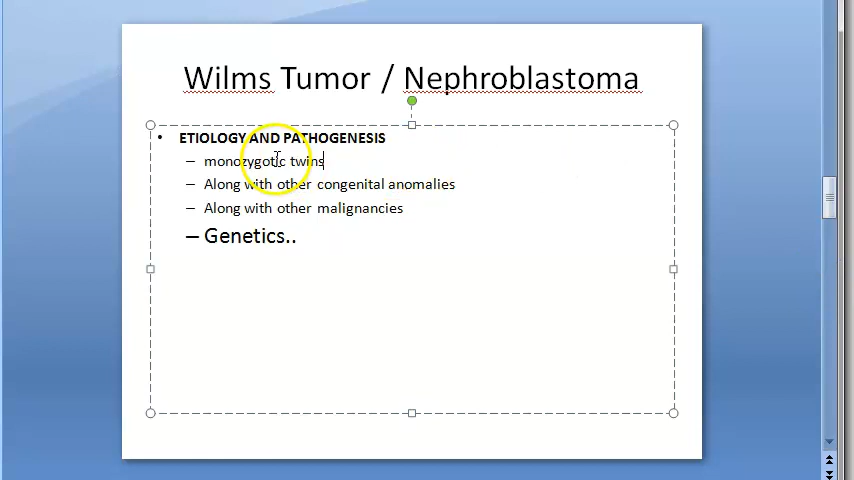 Wilms Tumor / Nephroblastoma
• ETIOLOGY AND PATHOGENESIS
– monozygotic twins
– Along with other congenital anomalies
– Along with other malignancies
– Genetics..